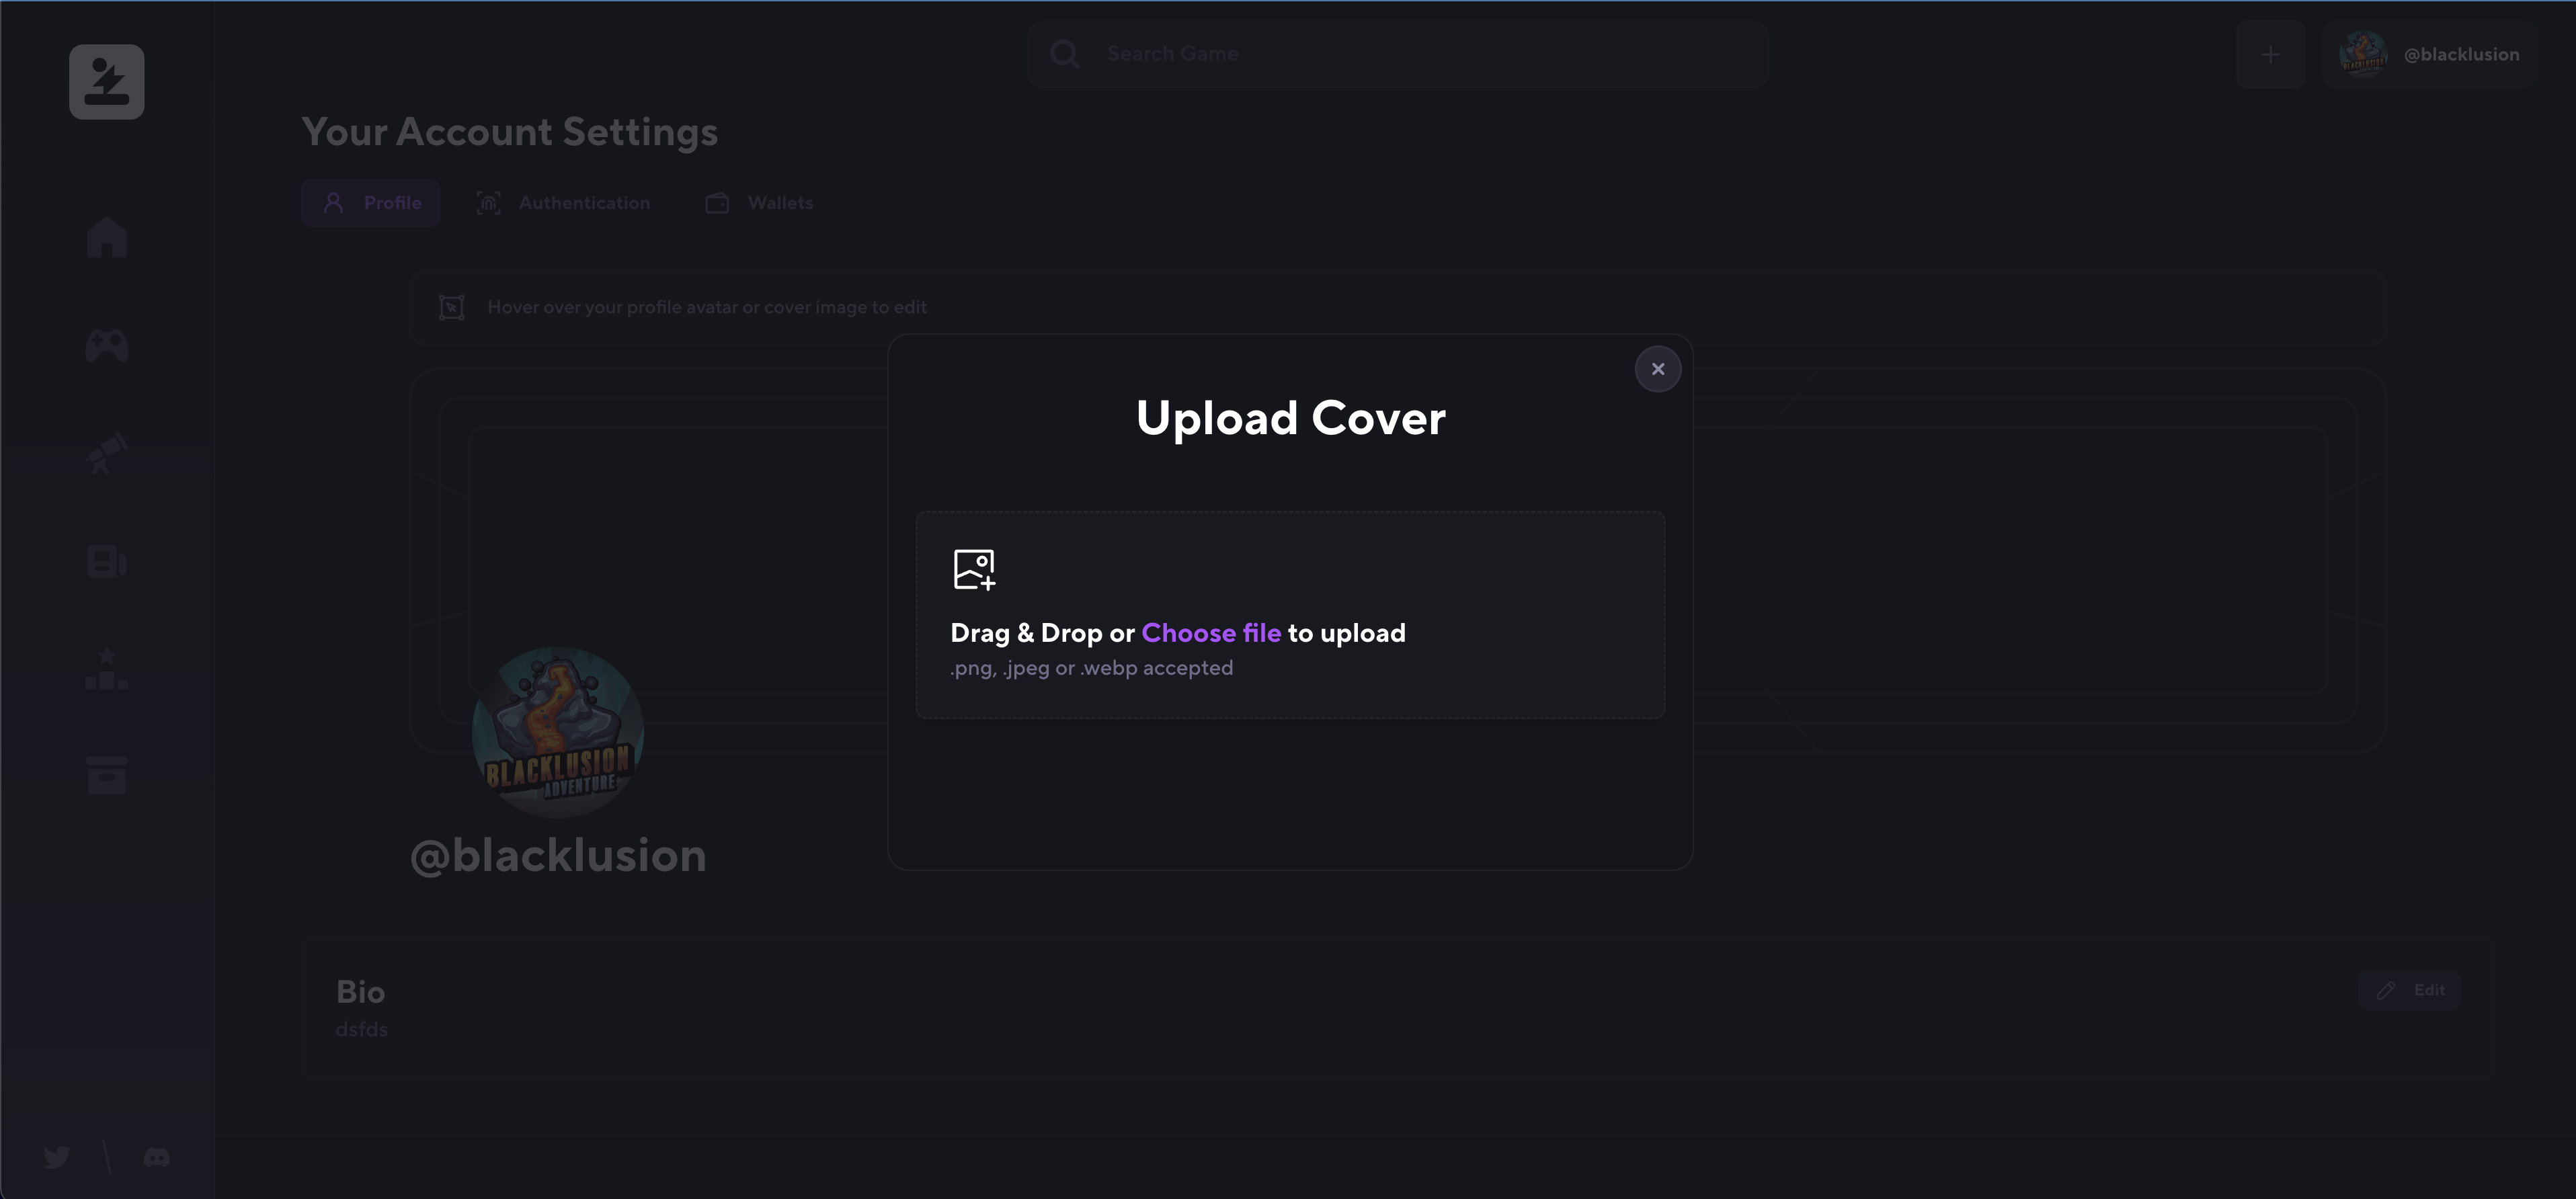 Search Game
@blacklusion
Your Account Settings
Profile
Authentication
Wallets
Hover over your profile avatar or cover image to edit
Upload Cover
Drag & Drop or Choose file to upload
.png, .jpeg or .webp accepted
BLACKLUSION
ADVENTURE
@blacklusion
Bio
Edit
dsfds